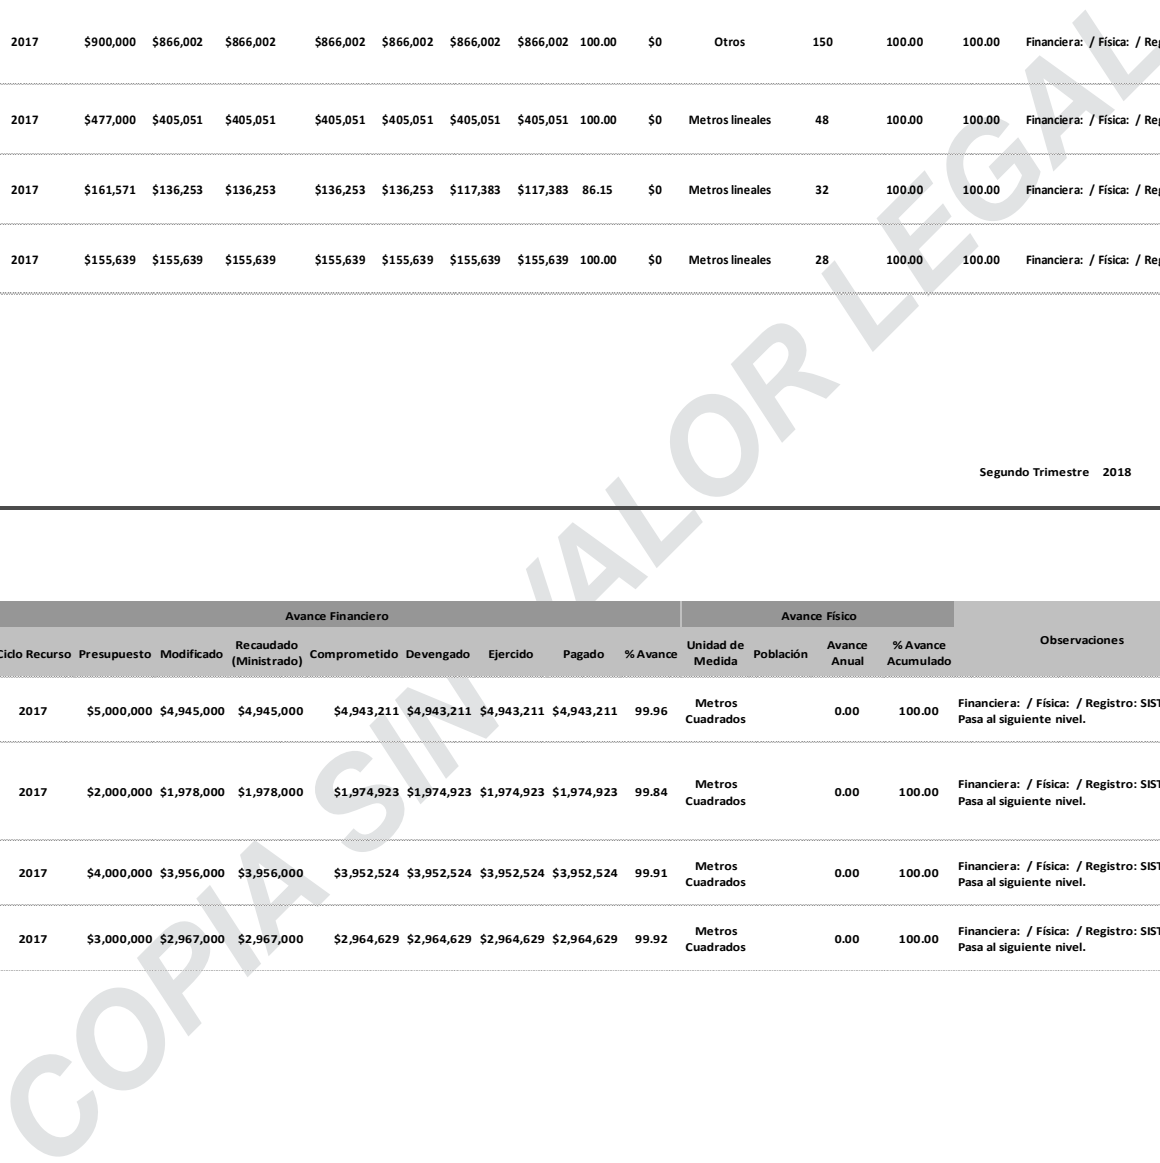 2017 $900,000 $866,002 $866,002 $866,002 $866,002 $866,002 $866,002 100.00 $0 Otros 150 100.00 100.00 Financiera: / Física: / Reg
2017 $477,000 $405,051 $405,051 $405,051 $405,051 $405,051 $405,051 100.00 $0 Metros lineales 48 100.00 100.00 Financiera: / Física: / Reg
2017 $161,571 $136,253 $136,253 $136,253 $136,253 $117,383 $117,383 86.15 $0 Metros lineales 32 100.00 100.00 Financiera: / Física: / Reg
2017 $155,639 $155,639 $155,639 $155,639 $155,639 $155,639 $155,639 100.00 $0 Metros lineales 28 100.00 100.00 Financiera: / Física: / Reg
Segundo Trimestre 2018
Avance Financiero Avance Físico
Observaciones
Ciclo Recurso Presupuesto Modificado Recaudado (Ministrado) Comprometido Devengado Ejercido Pagado % Avance Unidad de Medida Población Avance Anual % Avance Acumulado
2017 $5,000,000 $4,945,000 $4,945,000 $4,943,211 $4,943,211 $4,943,211 $4,943,211 99.96 Metros Cuadrados 0.00 100.00 Financiera: / Física: / Registro: SIST
Pasa al siguiente nivel.
2017 $2,000,000 $1,978,000 $1,978,000 $1,974,923 $1,974,923 $1,974,923 $1,974,923 99.84 Metros Cuadrados 0.00 100.00 Financiera: / Física: / Registro: SIST
Pasa al siguiente nivel.
2017 $4,000,000 $3,956,000 $3,956,000 $3,952,524 $3,952,524 $3,952,524 $3,952,524 99.91 Metros Cuadrados 0.00 100.00 Financiera: / Física: / Registro: SIST
Pasa al siguiente nivel.
2017 $3,000,000 $2,967,000 $2,967,000 $2,964,629 $2,964,629 $2,964,629 $2,964,629 99.92 Metros Cuadrados 0.00 100.00 Financiera: / Física: / Registro: SIST
Pasa al siguiente nivel.
COPIA SIN VALOR LEGAL